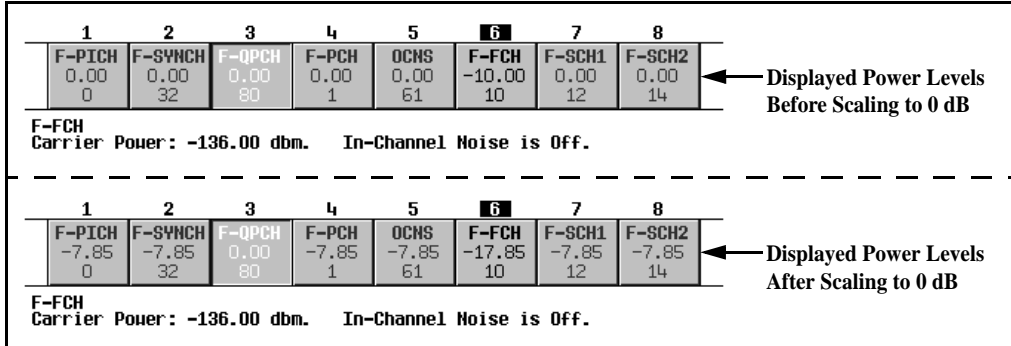 1 2 3 4 5 6 7 8
F-PICH F-SYNCH F-QPCH F-PCH OCNS F-FCH F-SCH1 F-SCH2
0.00 0.00 0.00 0.00 0.00 -10.00 0.00 0.00
0 32 80 1 61 10 12 14
Displayed Power Levels
Before Scaling to 0 dB
F-FCH
Carrier Power: -136.00 dbm. In-Channel Noise is Off.
1 2 3 4 5 6 7 8
F-PICH F-SYNCH F-QPCH F-PCH OCNS F-FCH F-SCH1 F-SCH2
-7.85 -7.85 0.00 -7.85 -7.85 -17.85 -7.85 -7.85
0 32 80 1 61 10 12 14
Displayed Power Levels
After Scaling to 0 dB
F-FCH
Carrier Power: -136.00 dbm. In-Channel Noise is Off.